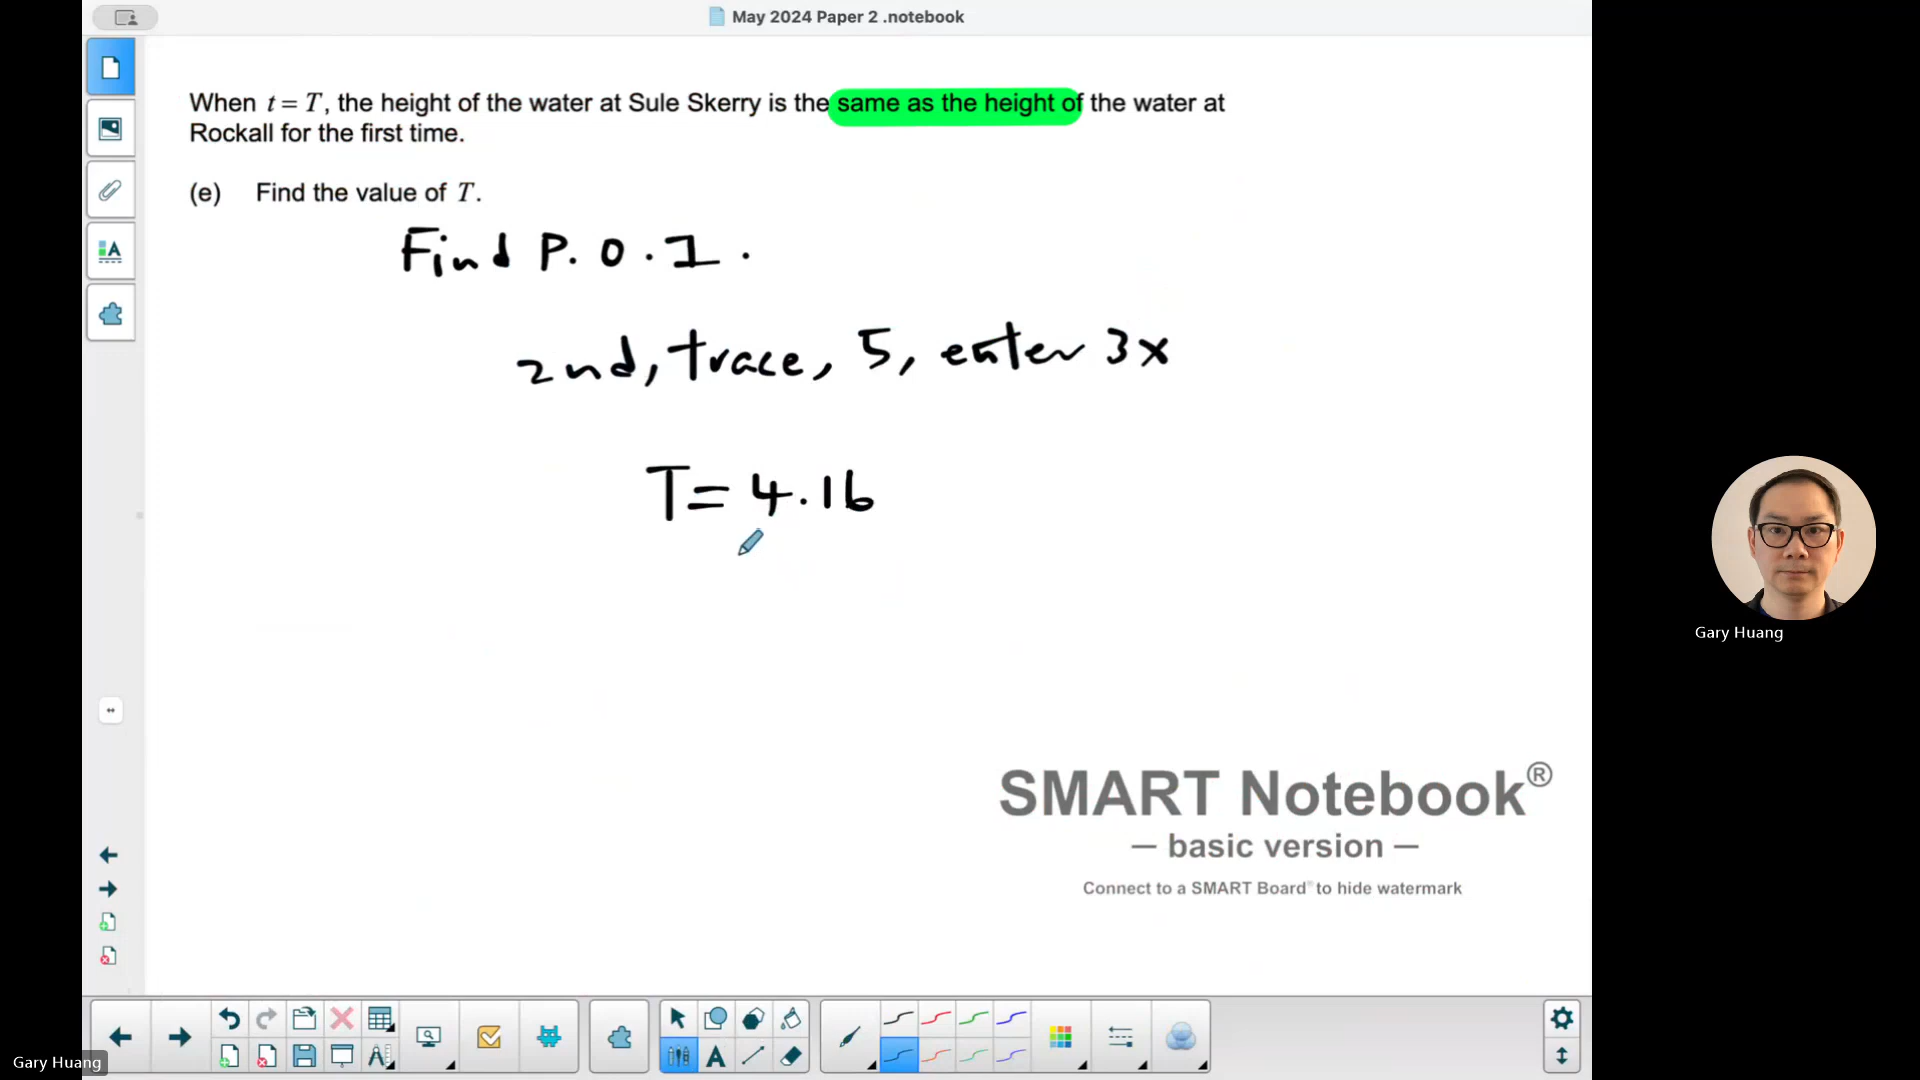 May 2024 Paper 2 .notebook
When t = T, the height of the water at Sule Skerry is the same as the height of the water at
Rockall for the first time.
(e) Find the value of T.
Find P.O.I.
2nd, trace, 5, enter 3x
T= 4.16
SMART Notebook®
— basic version —
Connect to a SMART Board® to hide watermark
Gary Huang
Gary Huang